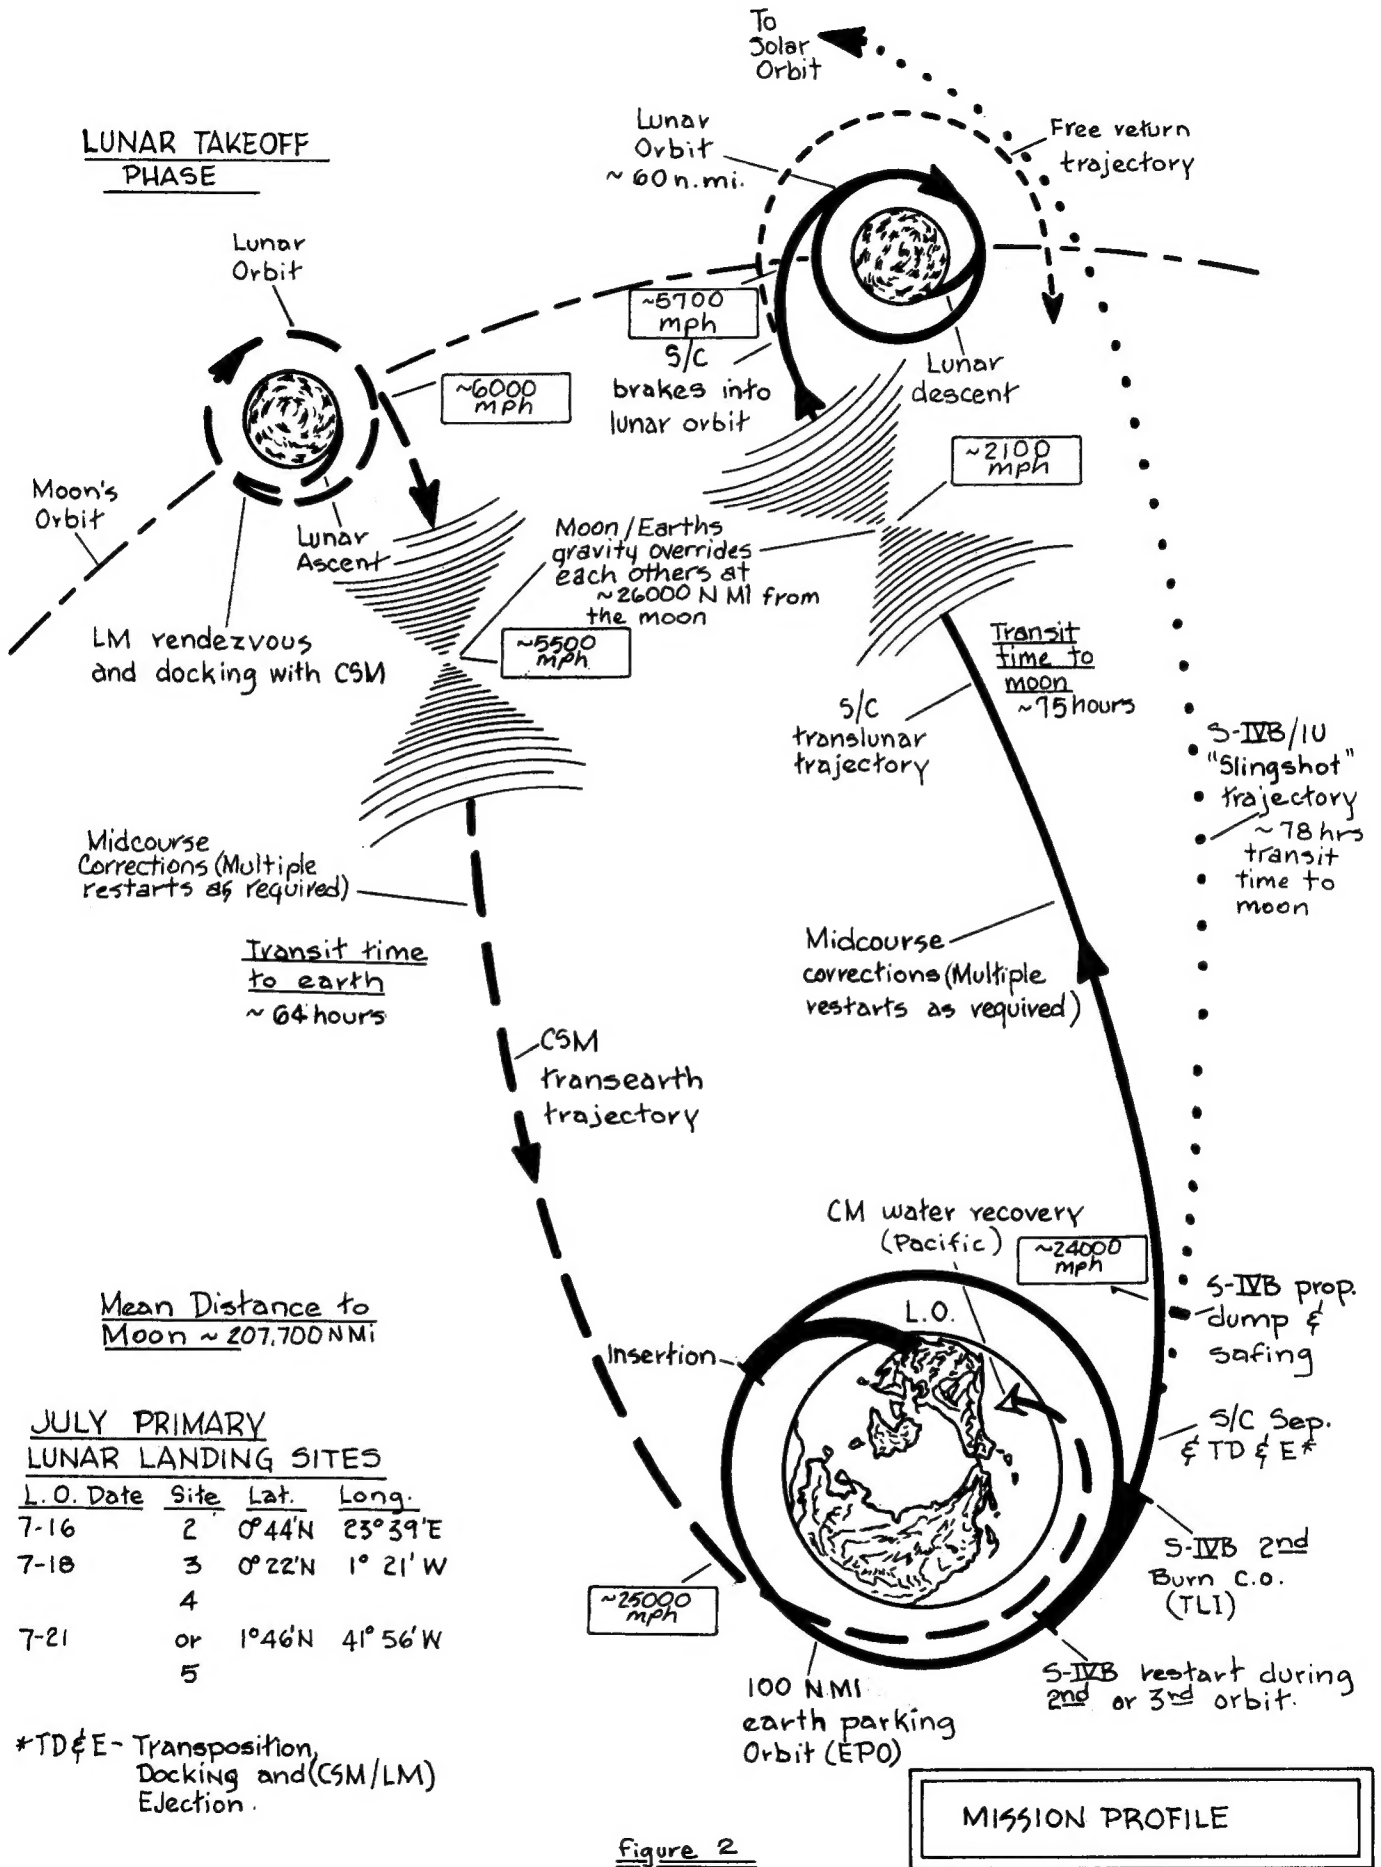 To
Solar
Orbit
LUNAR TAKEOFF
PHASE
Lunar
Orbit
~ 60 n.mi.
Free return
trajectory
Lunar
Orbit
~5700
mph
S/C
brakes into
lunar orbit
Lunar
descent
~6000
mph
~2100
mph
Moon's
Orbit
Lunar
Ascent
Moon/Earths
gravity overrides
each others at
~26000 N MI from
the moon
LM rendezvous
and docking with CSM
~5500
mph
Transit
time to
moon
~75 hours
S/C
translunar
trajectory
S-IVB/IU
"Slingshot"
trajectory
~78 hrs
transit
time to
moon
Midcourse
Corrections (Multiple
restarts as required)
Transit time
to earth
~ 64 hours
Midcourse
corrections (Multiple
restarts as required)
CSM
transearth
trajectory
CM water recovery
(Pacific)
~24000
mph
Mean Distance to
Moon ~ 207,700 NMi
L.O.
S-IVB prop.
dump &
safing
Insertion
S/C Sep.
& TD & E*
JULY PRIMARY
LUNAR LANDING SITES
L.O. Date Site Lat. Long.
7-16 2 0°44'N 23°39'E
7-18 3 0°22'N 1° 21' W
4
7-21 or 1°46'N 41°56'W
5
S-IVB 2nd
Burn C.O.
(TLI)
~25000
mph
S-IVB restart during
2nd or 3rd orbit.
100 NMI
earth parking
Orbit (EPO)
*TD&E- Transposition,
Docking and (CSM/LM)
Ejection.
MISSION PROFILE
Figure 2